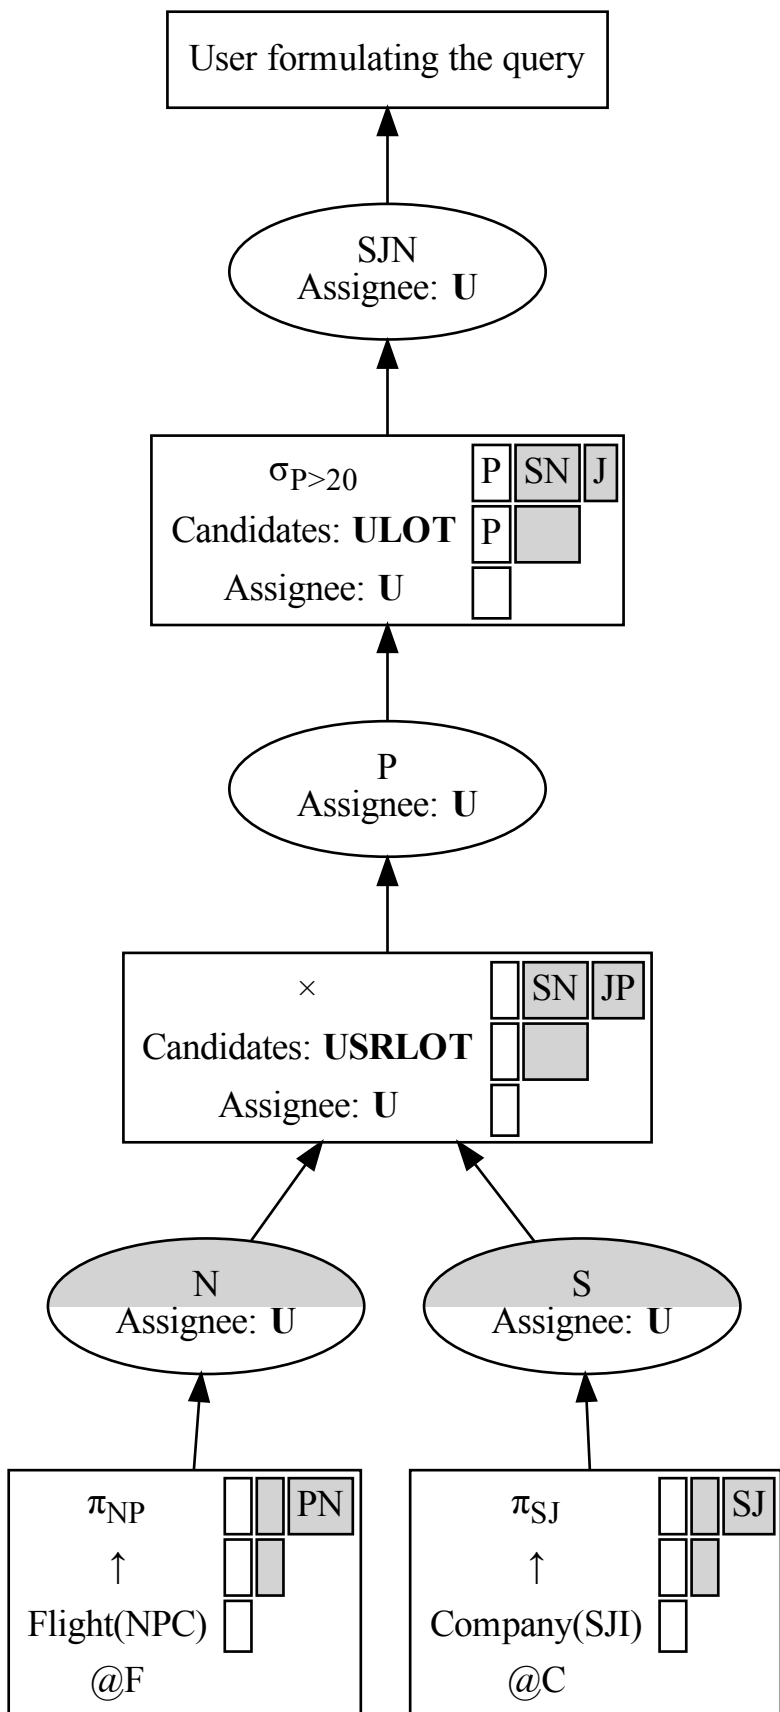 User formulating the query
SJN
Assignee: U
σP>20
P SN J
Candidates: ULOT
P
Assignee: U
P
Assignee: U
×
SN JP
Candidates: USRLOT
Assignee: U
N
Assignee: U
S
Assignee: U
πNP
PN
↑
Flight(NPC)
@F
πSJ
SJ
↑
Company(SJI)
@C